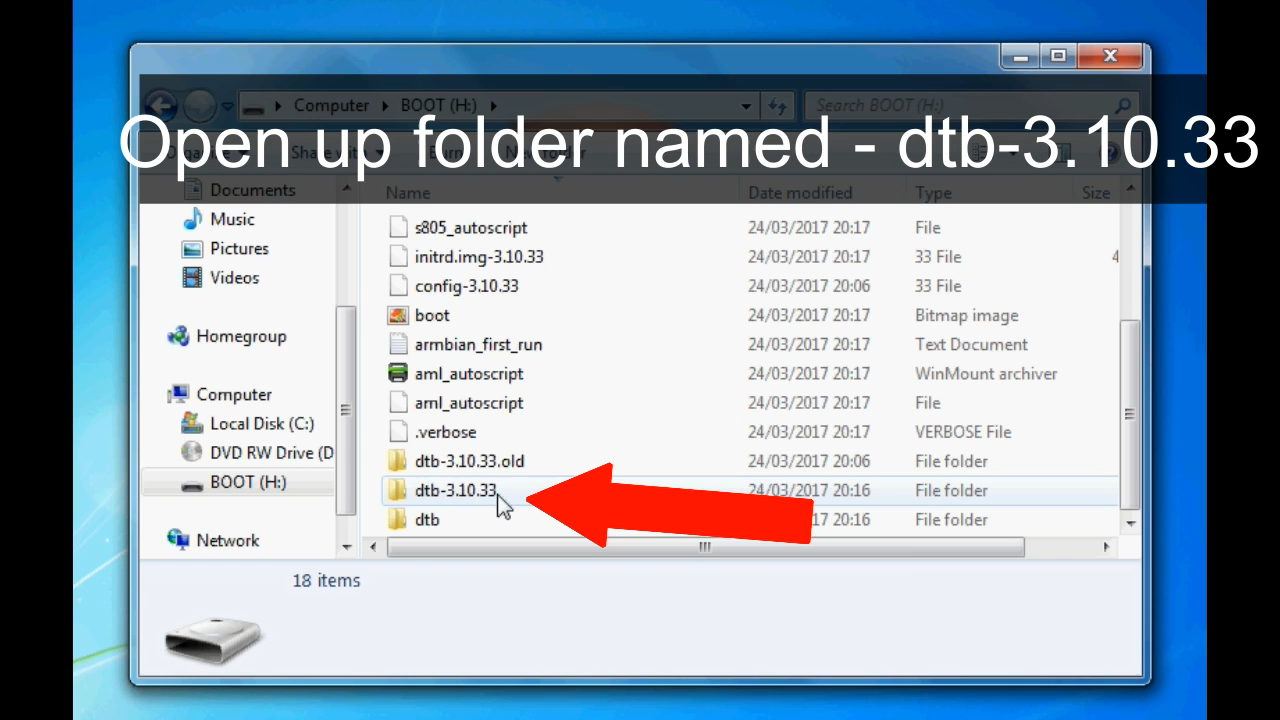 Computer ▸ BOOT (H:) ▸
Search BOOT (H:)
Open up folder named - dtb-3.10.33
Documents
Music
Pictures
Videos
Homegroup
Computer
Local Disk (C:)
DVD RW Drive (D
BOOT (H:)
Network
Name Date modified Type Size
s805_autoscript 24/03/2017 20:17 File
initrd.img-3.10.33 24/03/2017 20:17 33 File 4
config-3.10.33 24/03/2017 20:06 33 File
boot 24/03/2017 20:17 Bitmap image
armbian_first_run 24/03/2017 20:17 Text Document
aml_autoscript 24/03/2017 20:17 WinMount archiver
aml_autoscript 24/03/2017 20:17 File
.verbose 24/03/2017 20:17 VERBOSE File
dtb-3.10.33.old 24/03/2017 20:06 File folder
dtb-3.10.33 24/03/2017 20:16 File folder
dtb 17 20:16 File folder
18 items